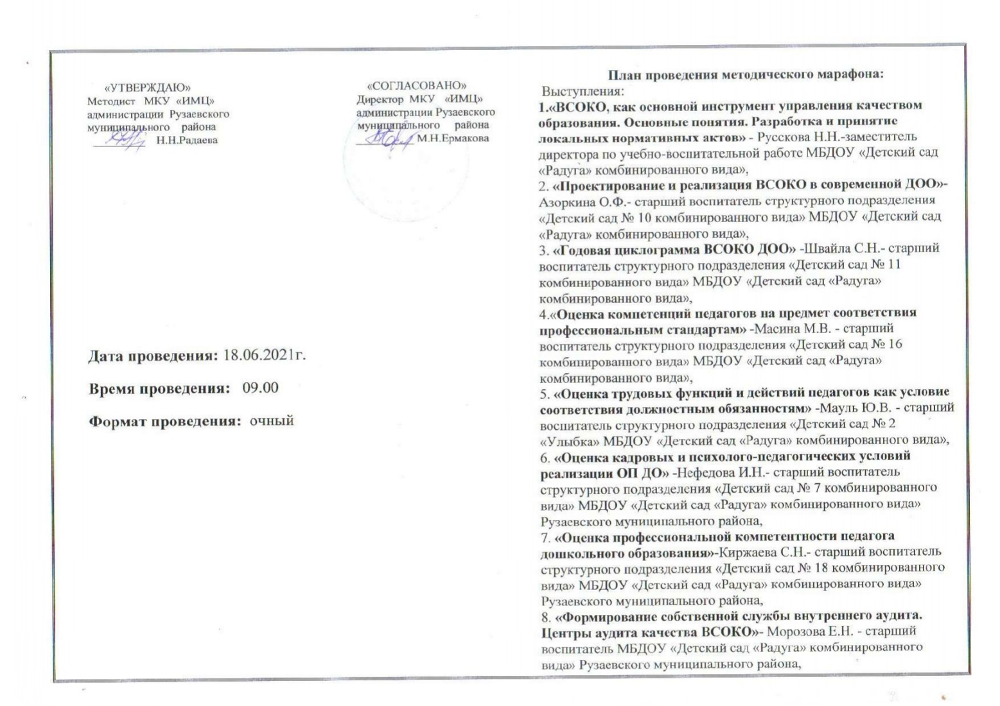 «УТВЕРЖДАЮ»
Методист МКУ «ИМЦ»
администрации Рузаевского
муниципального района
Н.Н.Радаева
«СОГЛАСОВАНО»
Директор МКУ «ИМЦ»
администрации Рузаевского
муниципального района
М.Н.Ермакова
Дата проведения: 18.06.2021г.
Время проведения: 09.00
Формат проведения: очный
План проведения методического марафона:
Выступления:
1.«ВСОКО, как основной инструмент управления качеством
образования. Основные понятия. Разработка и принятие
локальных нормативных актов» - Русскова Н.Н.-заместитель
директора по учебно-воспитательной работе МБДОУ «Детский сад
«Радуга» комбинированного вида»,
2. «Проектирование и реализация ВСОКО в современной ДОО»-
Азоркина О.Ф.- старший воспитатель структурного подразделения
«Детский сад № 10 комбинированного вида» МБДОУ «Детский сад
«Радуга» комбинированного вида»,
3. «Годовая циклограмма ВСОКО ДОО» -Швайла С.Н.- старший
воспитатель структурного подразделения «Детский сад № 11
комбинированного вида» МБДОУ «Детский сад «Радуга»
комбинированного вида»,
4.«Оценка компетенций педагогов на предмет соответствия
профессиональным стандартам» -Масина М.В. - старший
воспитатель структурного подразделения «Детский сад № 16
комбинированного вида» МБДОУ «Детский сад «Радуга»
комбинированного вида»,
5. «Оценка трудовых функций и действий педагогов как условие
соответствия должностным обязанностям» -Мауль Ю.В. - старший
воспитатель структурного подразделения «Детский сад № 2
«Улыбка» МБДОУ «Детский сад «Радуга» комбинированного вида»,
6. «Оценка кадровых и психолого-педагогических условий
реализации ОП ДО» -Нефедова И.Н.- старший воспитатель
структурного подразделения «Детский сад № 7 комбинированного
вида» МБДОУ «Детский сад «Радуга» комбинированного вида»
Рузаевского муниципального района,
7. «Оценка профессиональной компетентности педагога
дошкольного образования»-Киржаева С.Н.- старший воспитатель
структурного подразделения «Детский сад № 18 комбинированного
вида» МБДОУ «Детский сад «Радуга» комбинированного вида»
Рузаевского муниципального района,
8. «Формирование собственной службы внутреннего аудита.
Центры аудита качества ВСОКО»- Морозова Е.Н. - старший
воспитатель МБДОУ «Детский сад «Радуга» комбинированного
вида» Рузаевского муниципального района,